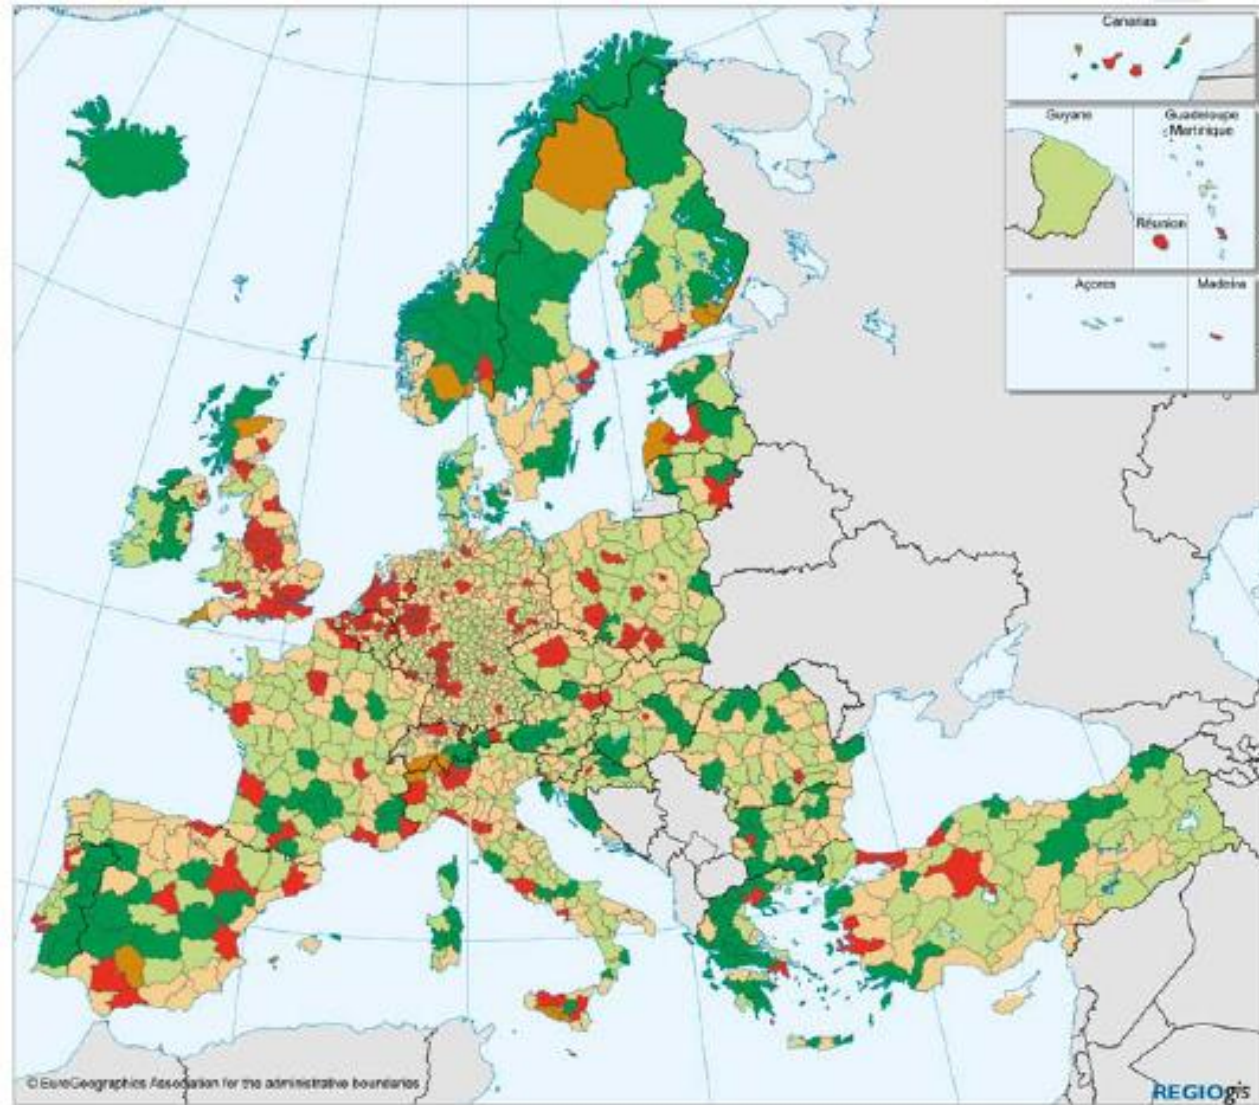 Canarias
Guyane
Guadeloupe
Martinique
Réunion
Açores
Madeira
© EuroGeographics Association for the administrative boundaries
REGIOgis